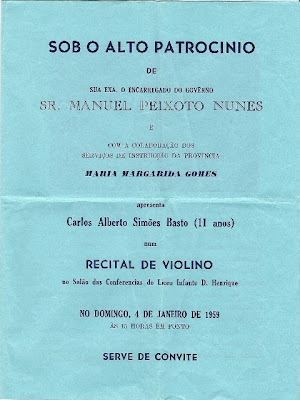 SOB O ALTO PATROCINIO
DE
SUA EXA. O ENCARREGADO DO GOVÊRNO
SR. MANUEL PEIXOTO NUNES
E
COM A COLABORAÇÃO DOS
SERVIÇOS DE INSTRUÇÃO DA PROVINCIA
MARIA MARGARIDA GOMES
apresenta
Carlos Alberto Simões Basto (11 anos)
num
RECITAL DE VIOLINO
no Salão das Conferencias do Liceu Infante D. Henrique
NO DOMINGO, 4 DE JANEIRO DE 1959
ÀS 15 HORAS EM PONTO
SERVE DE CONVITE